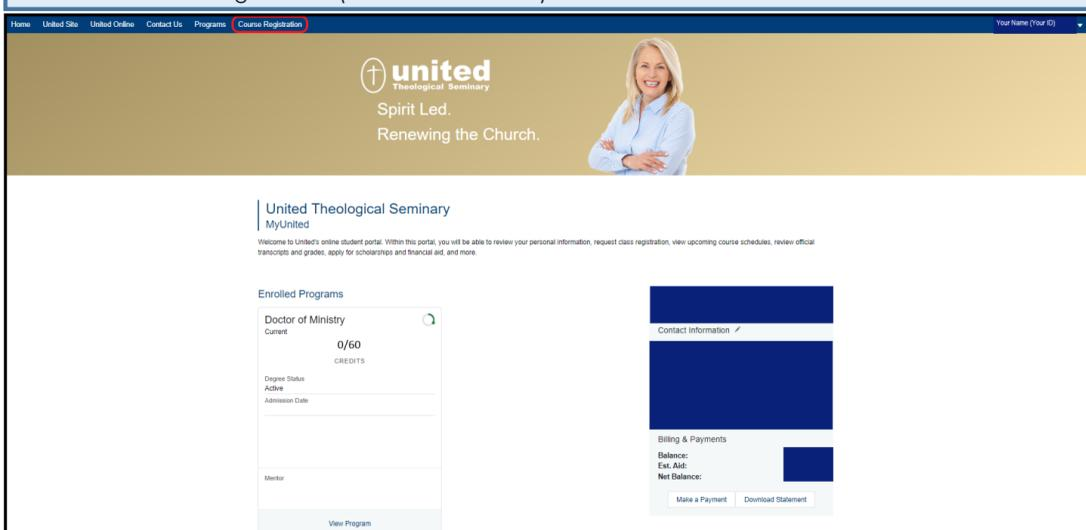 Home United Site United Online Contact Us Programs Course Registration Your Name (Your ID)
united
Theological Seminary
Spirit Led.
Renewing the Church.
United Theological Seminary
MyUnited
Welcome to United's online student portal. Within this portal, you will be able to review your personal information, request class registration, view upcoming course schedules, review official
transcripts and grades, apply for scholarships and financial aid, and more.
Enrolled Programs
Doctor of Ministry
Current
0/60
CREDITS
Degree Status
Active
Admission Date
Mentor
View Program
Contact Information
Billing & Payments
Balance:
Est. Aid:
Net Balance:
Make a Payment Download Statement